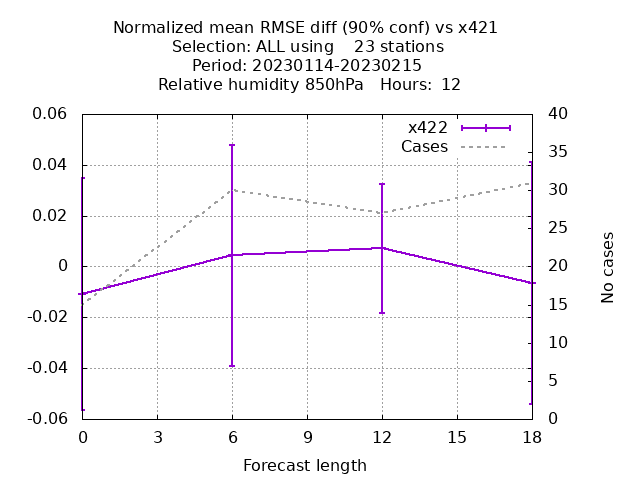 Normalized mean RMSE diff (90% conf) vs x421
Selection: ALL using    23 stations
Period: 20230114-20230215
Relative humidity 850hPa   Hours:  12
x422
Cases
0.06
0.04
0.02
0
-0.02
-0.04
-0.06
40
35
30
25
20
15
10
5
0
No cases
0
3
6
9
12
15
18
Forecast length